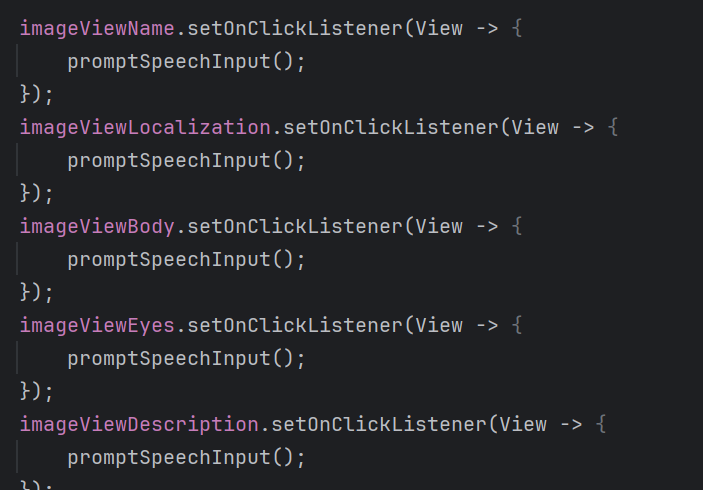 imageViewName.setOnClickListener(View -> {
    promptSpeechInput();
});
imageViewLocalization.setOnClickListener(View -> {
    promptSpeechInput();
});
imageViewBody.setOnClickListener(View -> {
    promptSpeechInput();
});
imageViewEyes.setOnClickListener(View -> {
    promptSpeechInput();
});
imageViewDescription.setOnClickListener(View -> {
    promptSpeechInput();
});